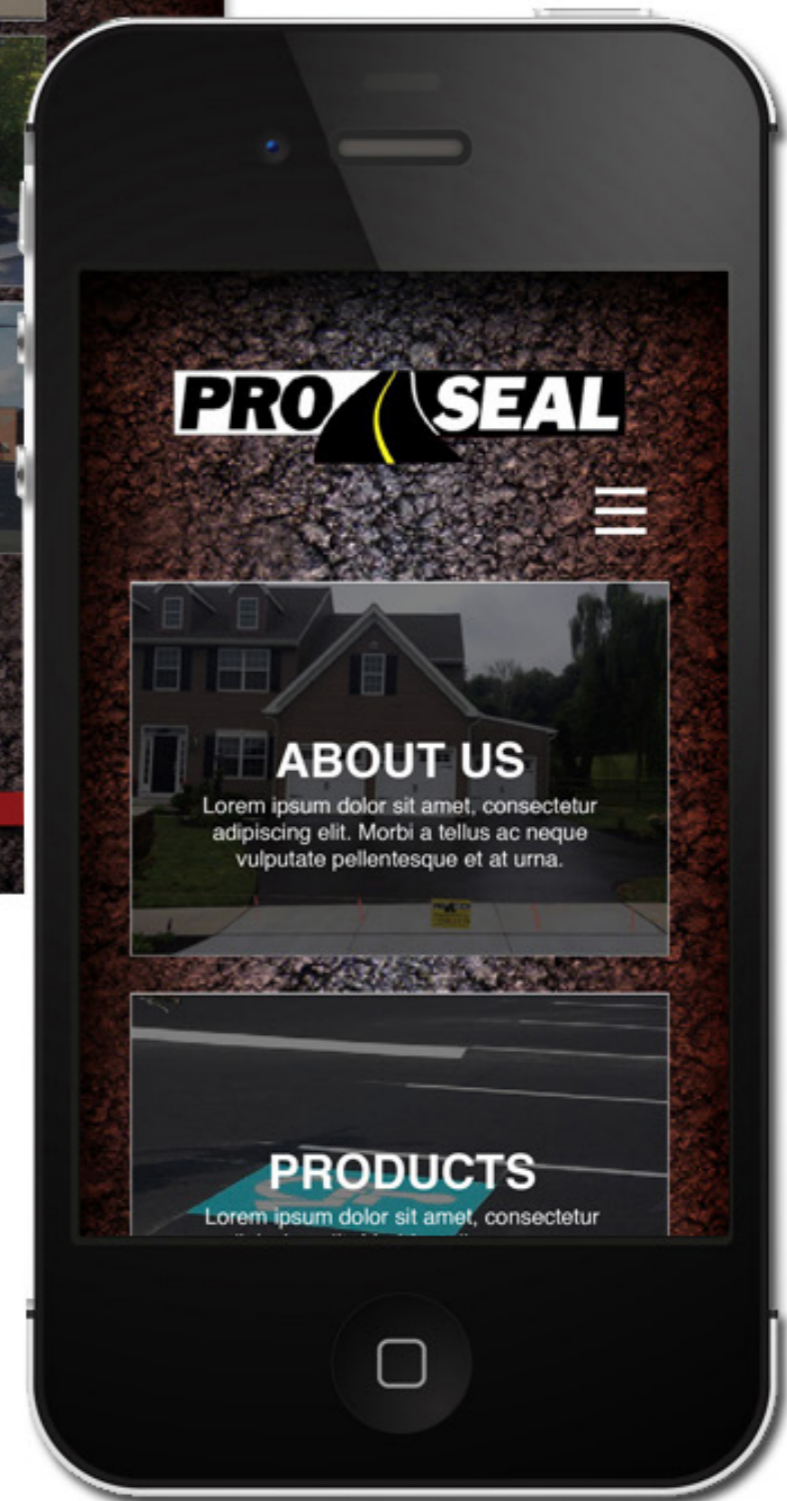 PRO SEAL
ABOUT US
Lorem ipsum dolor sit amet, consectetur
adipiscing elit. Morbi a tellus ac neque
vulputate pellentesque et at urna.
PRODUCTS
Lorem ipsum dolor sit amet, consectetur